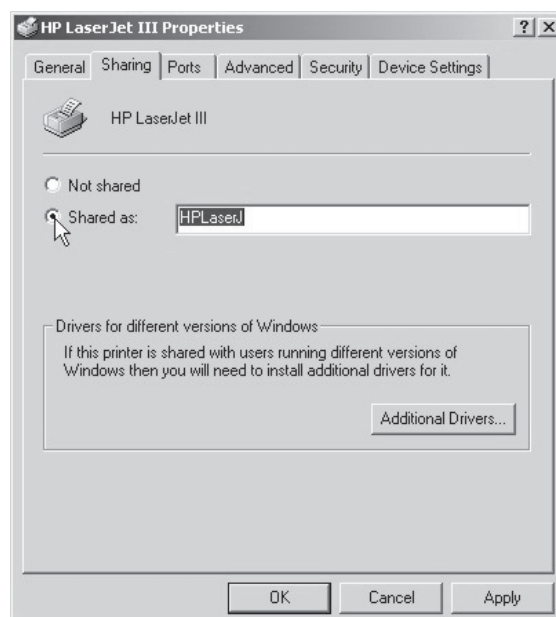 HP LaserJet III Properties
General Sharing Ports Advanced Security Device Settings
HP LaserJet III
Not shared
Shared as: HPLaserJ
Drivers for different versions of Windows
If this printer is shared with users running different versions of
Windows then you will need to install additional drivers for it.
Additional Drivers...
OK Cancel Apply